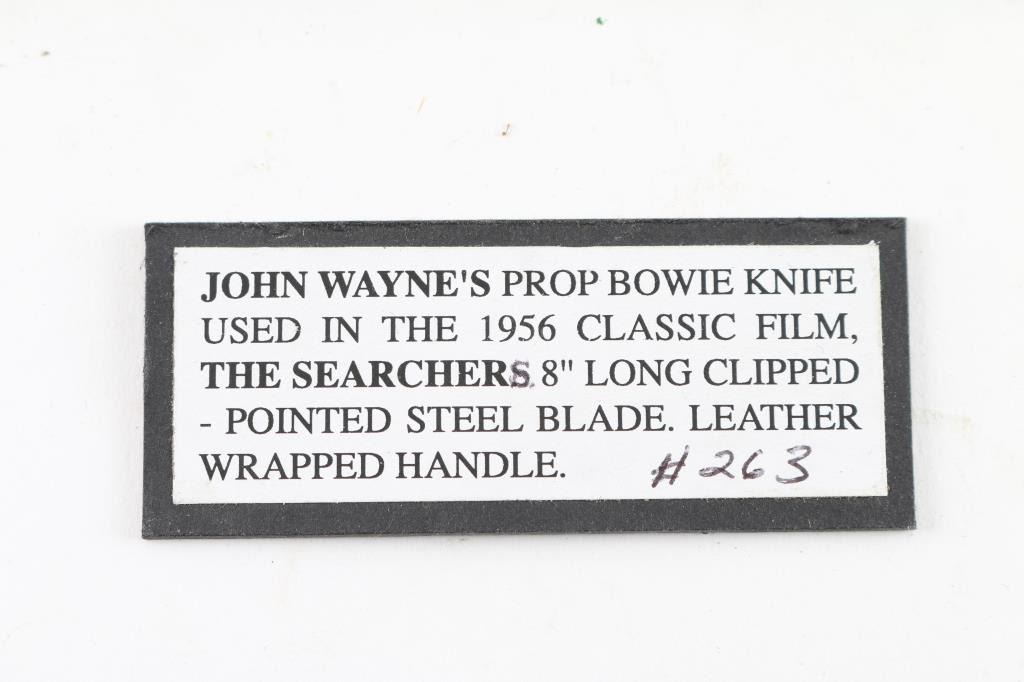 JOHN WAYNE'S PROP BOWIE KNIFE
USED IN THE 1956 CLASSIC FILM,
THE SEARCHERS. 8" LONG CLIPPED
- POINTED STEEL BLADE. LEATHER
WRAPPED HANDLE. #263